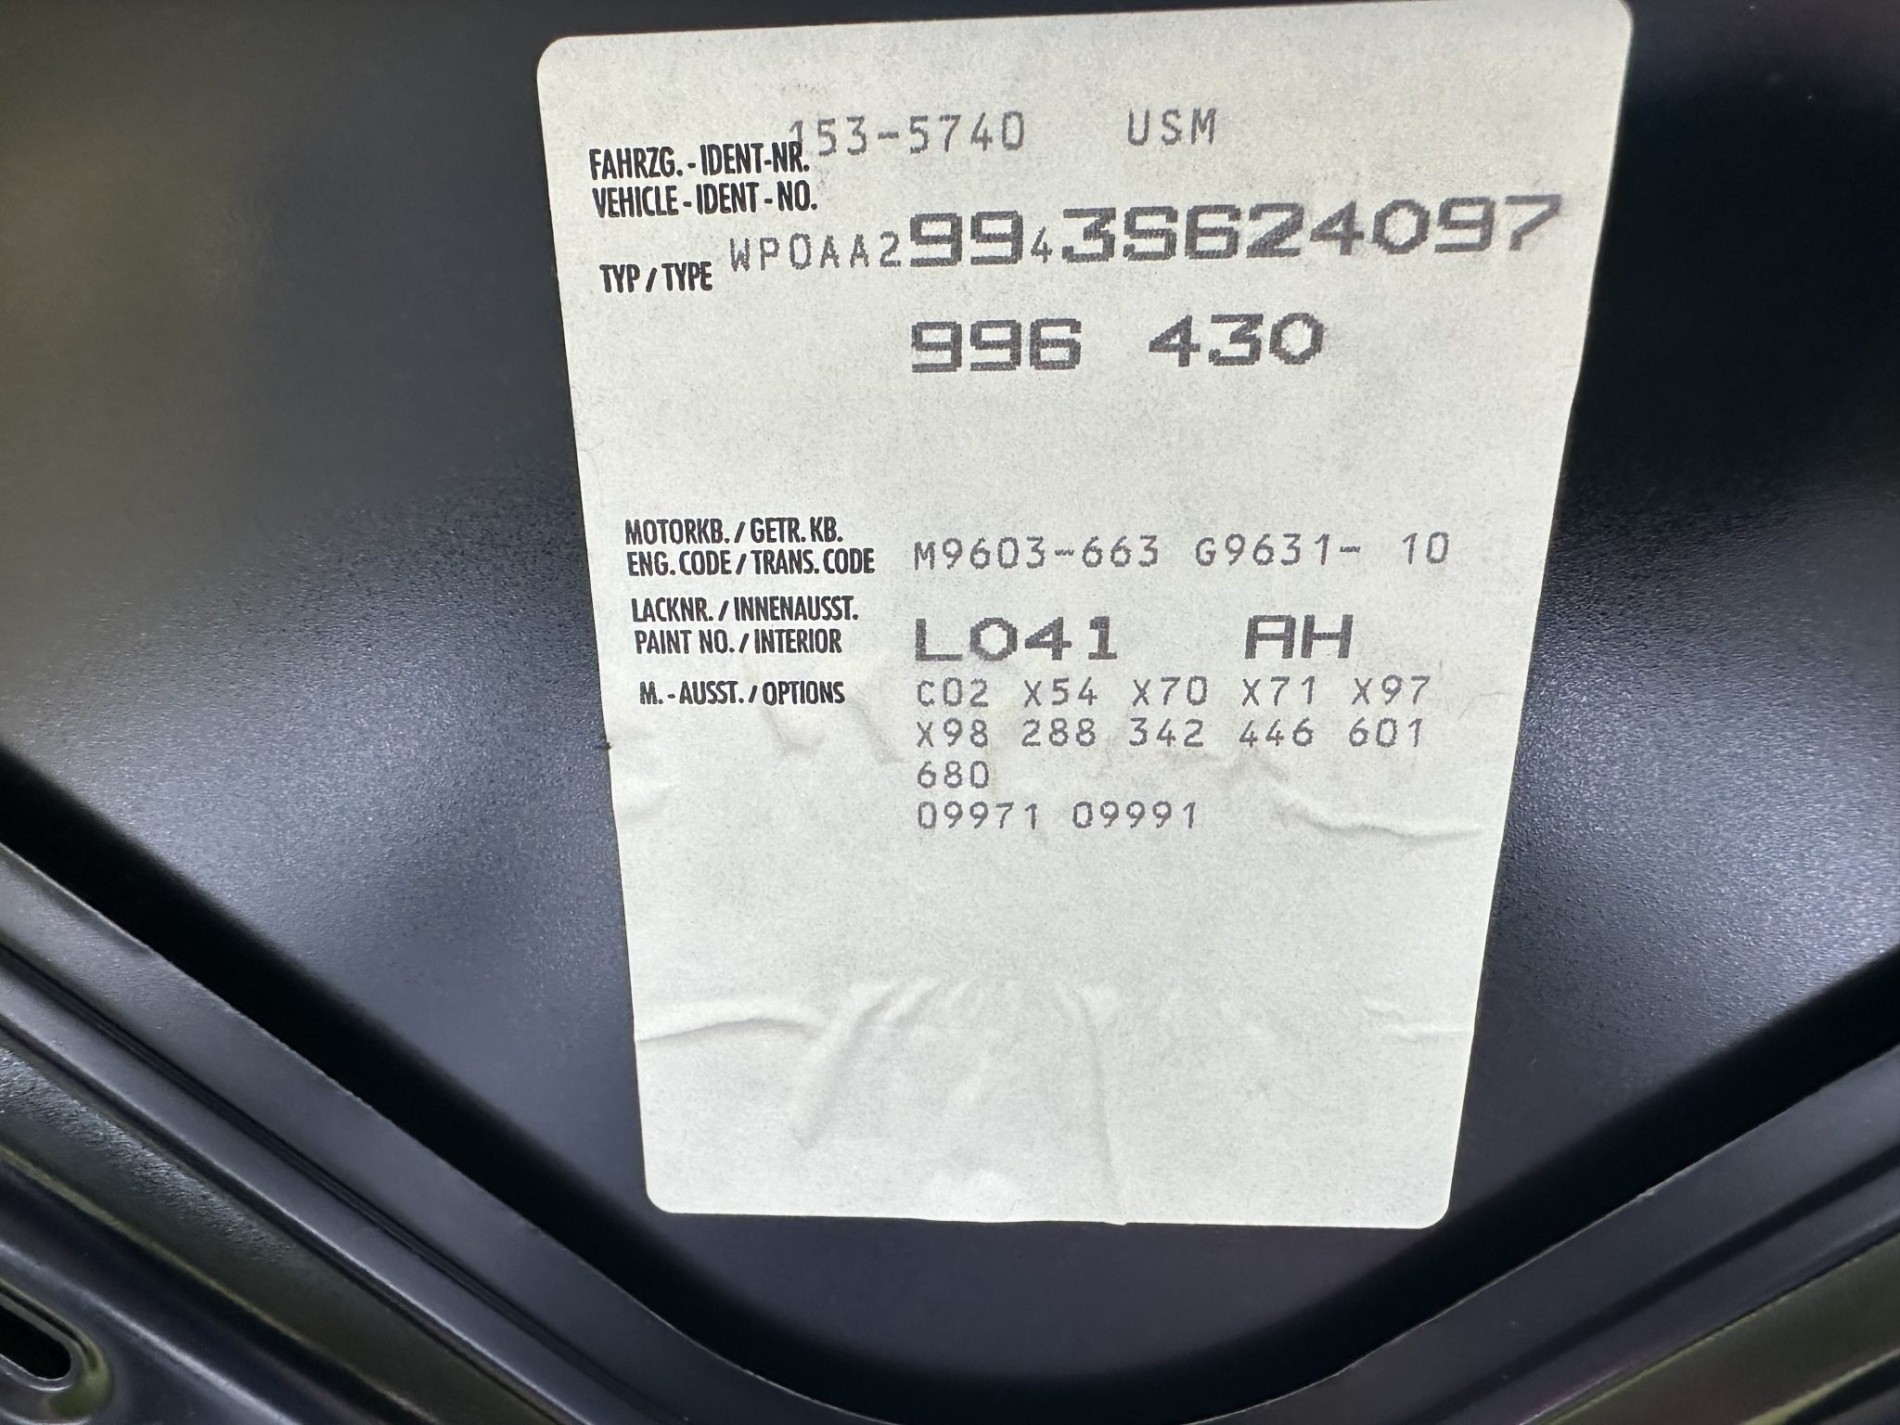 153-5740 USM
FAHRZG.-IDENT-NR.
VEHICLE-IDENT-NO.
WP0AA29943S624097
TYP/TYPE
996 430
MOTORKB./GETR.KB.
ENG.CODE/TRANS.CODE M9603-663 G9631- 10
LACKNR./INNENAUSST.
PAINT NO./INTERIOR L041 AH
M.-AUSST./OPTIONS C02 X54 X70 X71 X97
X98 288 342 446 601
680
09971 09991